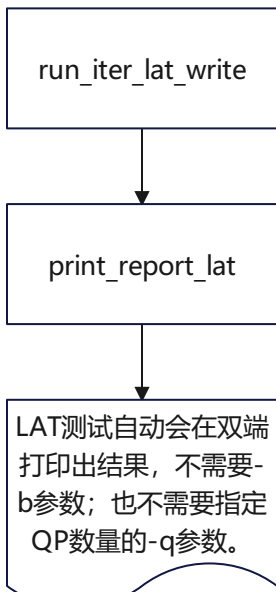 run_iter_lat_write
print_report_lat
LAT测试自动会在双端
打印出结果，不需要-
b参数；也不需要指定
QP数量的-q参数。